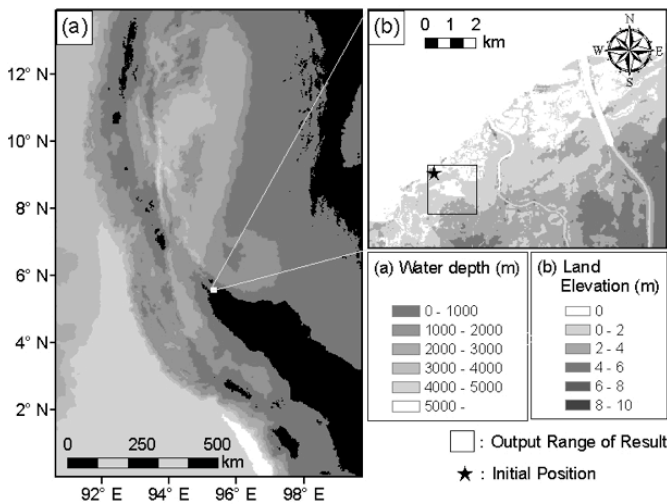 (a)
12° N
10° N
8° N
6° N
4° N
2° N
0 250 500
km
92° E 94° E 96° E 98° E
(b)
0 1 2
km
N
W E
S
(a) Water depth (m)
0 - 1000
1000 - 2000
2000 - 3000
3000 - 4000
4000 - 5000
5000 -
(b) Land
Elevation (m)
0
0 - 2
2 - 4
4 - 6
6 - 8
8 - 10
: Output Range of Result
: Initial Position